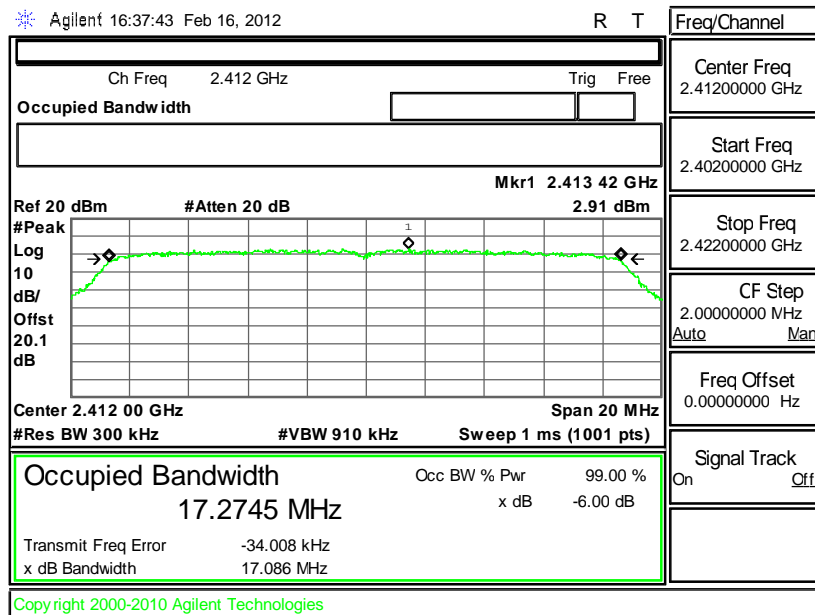 Agilent 16:37:43 Feb 16, 2012 R T
Freq/Channel
Ch Freq 2.412 GHz Trig Free
Occupied Bandwidth
Center Freq
2.41200000 GHz
Start Freq
2.40200000 GHz
Stop Freq
2.42200000 GHz
CF Step
2.00000000 MHz
Auto Man
Freq Offset
0.00000000 Hz
Signal Track
On Off
Mkr1 2.413 42 GHz
Ref 20 dBm #Atten 20 dB 2.91 dBm
#Peak
Log
10
dB/
Offst
20.1
dB
1
Center 2.412 00 GHz Span 20 MHz
#Res BW 300 kHz #VBW 910 kHz Sweep 1 ms (1001 pts)
Occupied Bandwidth
17.2745 MHz
Occ BW % Pwr 99.00 %
x dB -6.00 dB
Transmit Freq Error -34.008 kHz
x dB Bandwidth 17.086 MHz
Copyright 2000-2010 Agilent Technologies